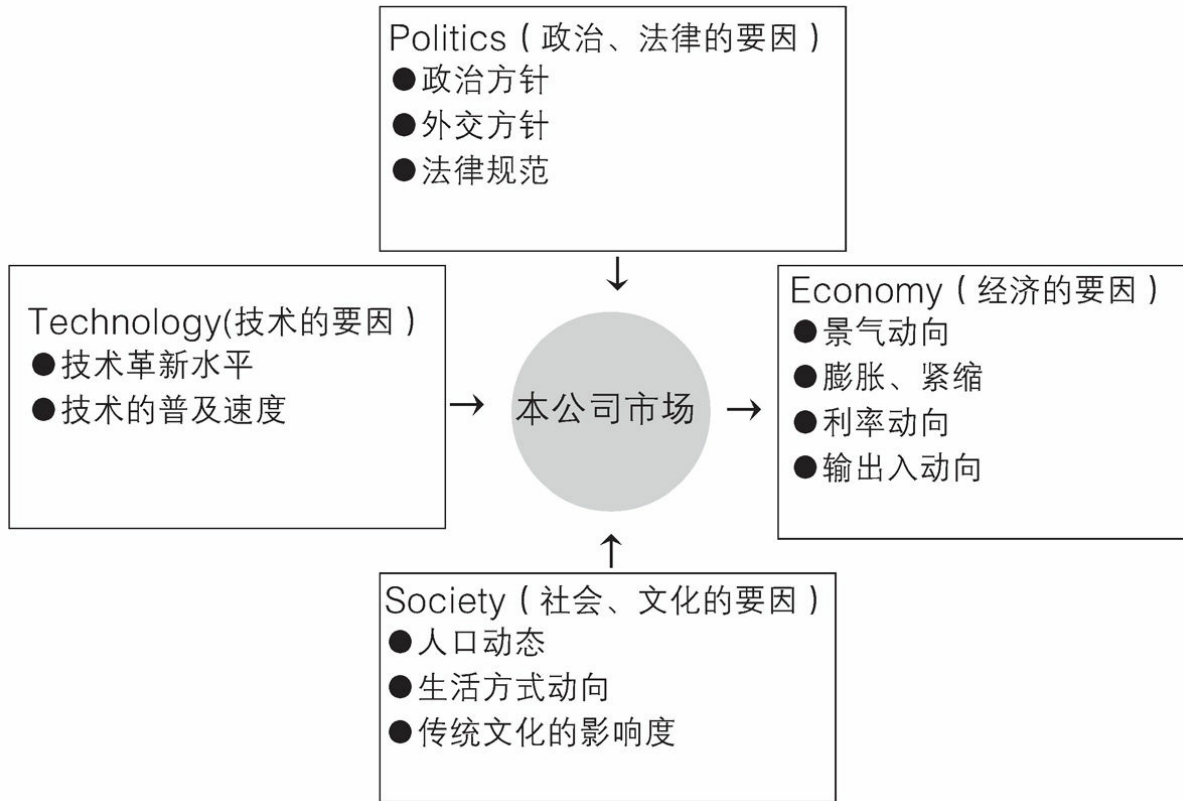 Politics（政治、法律的要因）
●政治方针
●外交方针
●法律规范
Technology(技术的要因）
●技术革新水平
●技术的普及速度
本公司市场
Economy（经济的要因）
●景气动向
●膨胀、紧缩
●利率动向
●输出入动向
Society（社会、文化的要因）
●人口动态
●生活方式动向
●传统文化的影响度